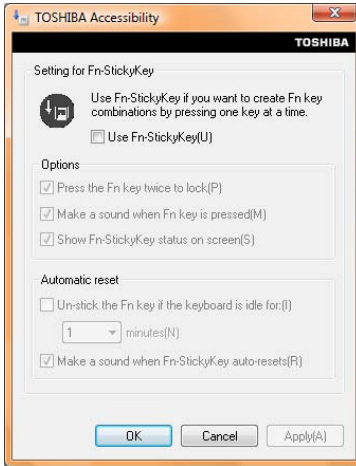 TOSHIBA Accessibility
TOSHIBA
Setting for Fn-StickyKey
Use Fn-StickyKey if you want to create Fn key
combinations by pressing one key at a time.
Use Fn-StickyKey(U)
Options
Press the Fn key twice to lock(P)
Make a sound when Fn key is pressed(M)
Show Fn-StickyKey status on screen(S)
Automatic reset
Un-stick the Fn key if the keyboard is idle for:(I)
1 minutes(N)
Make a sound when Fn-StickyKey auto-resets(R)
OK Cancel Apply(A)